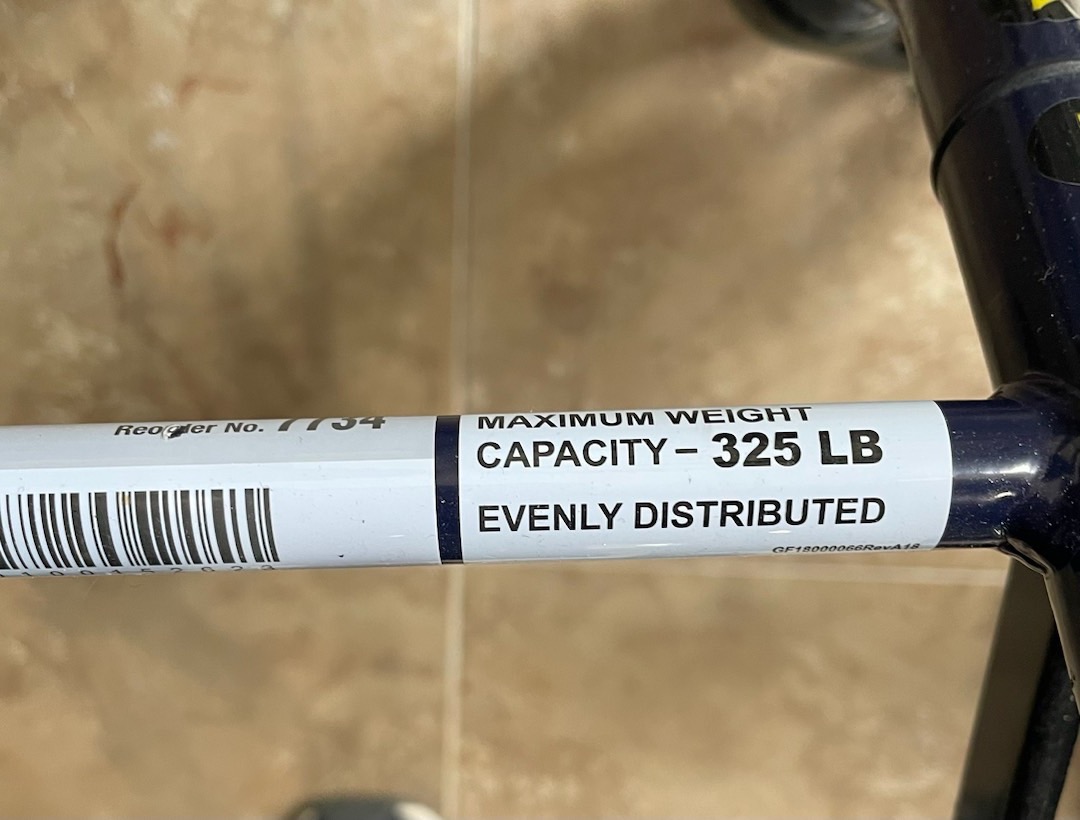 Reorder No. 7734
MAXIMUM WEIGHT
CAPACITY – 325 LB
EVENLY DISTRIBUTED
GF18000066RevA18